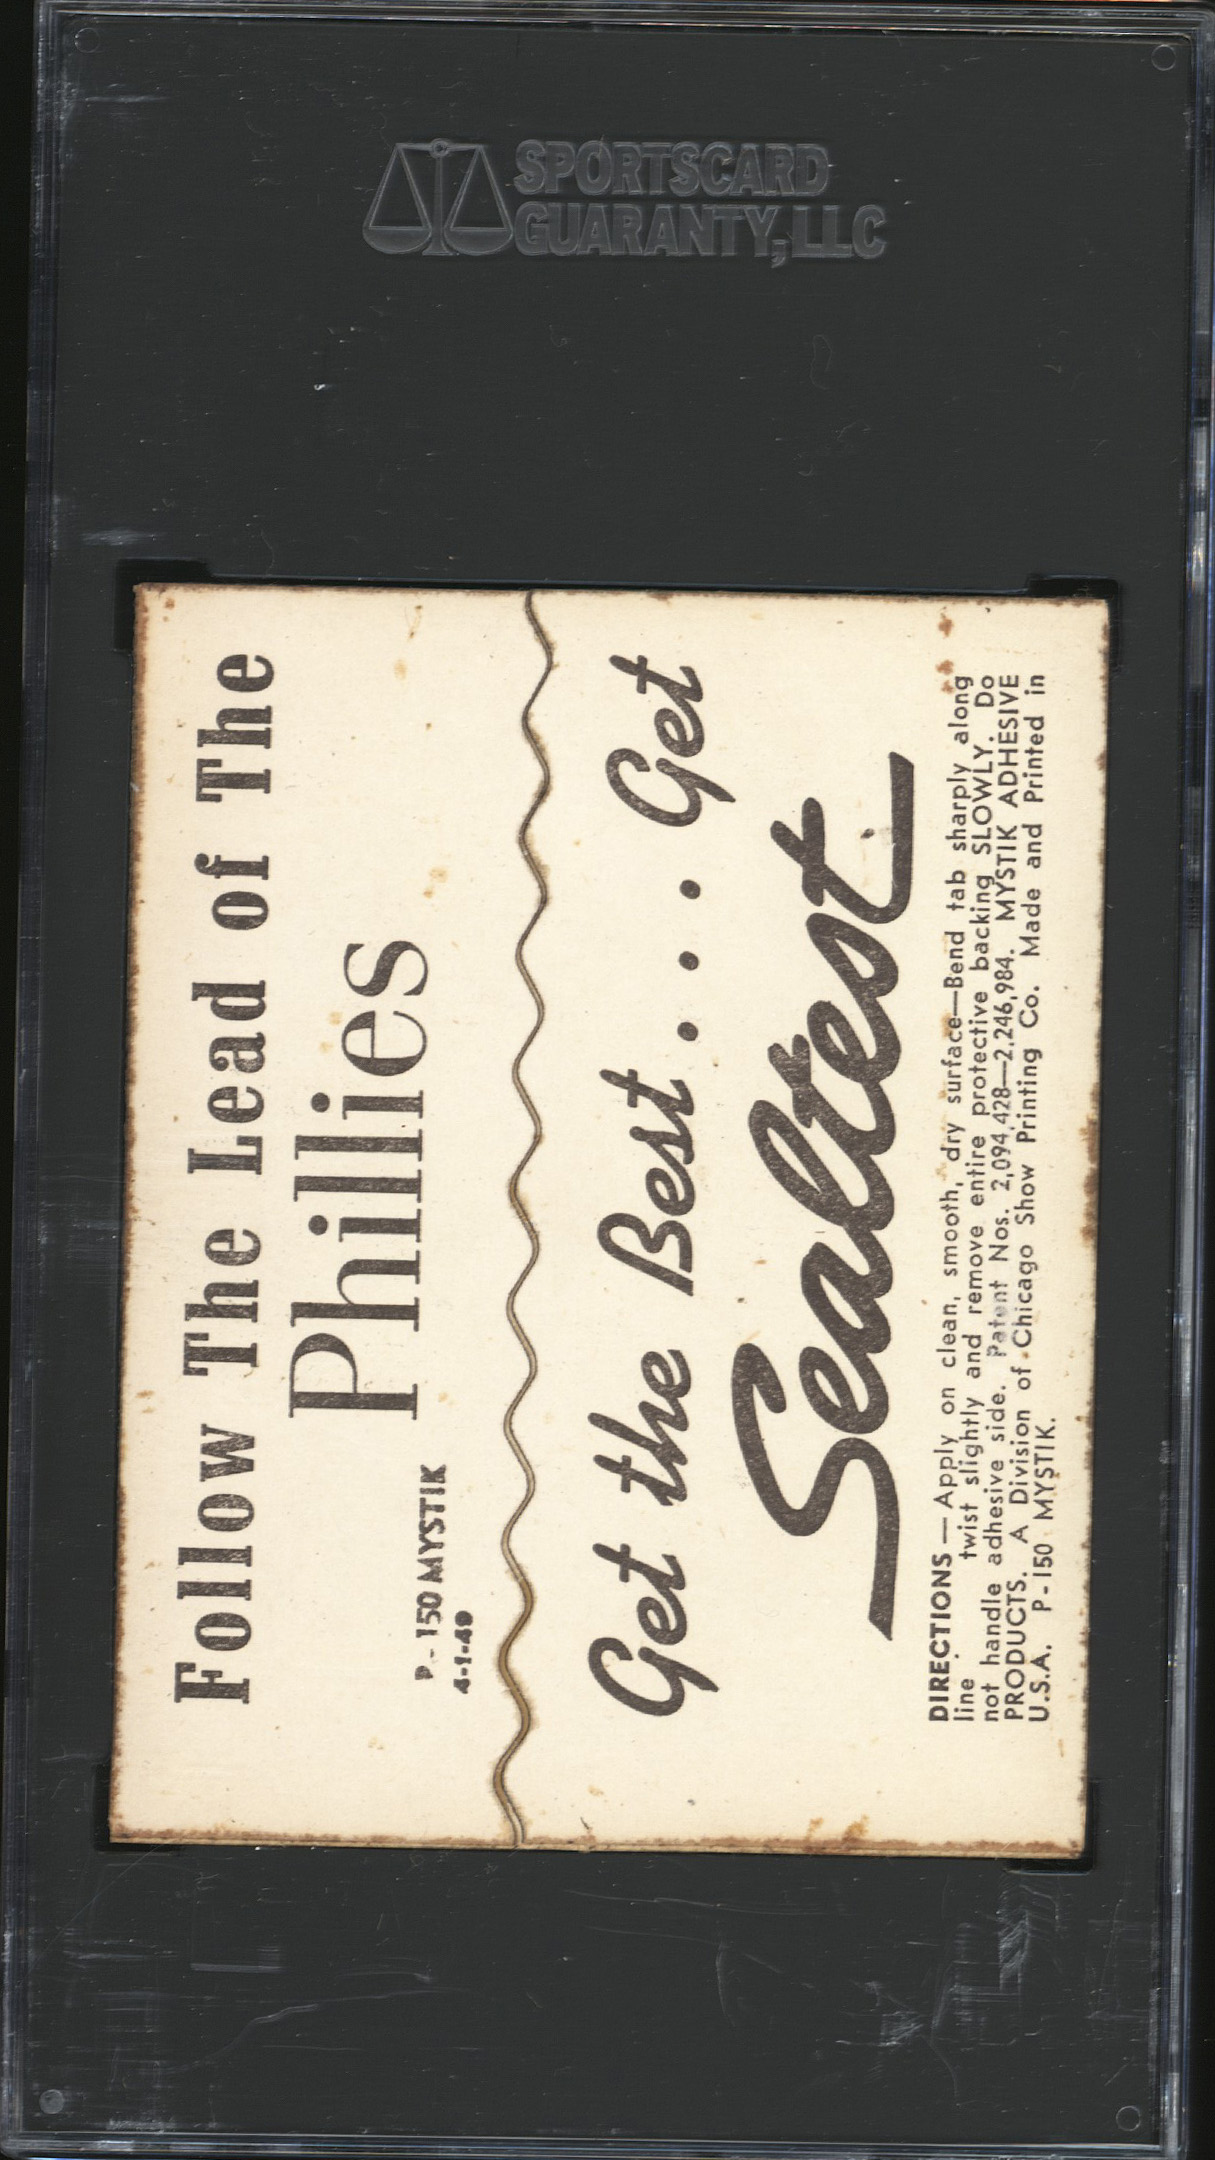 SPORTSCARD
GUARANTY, LLC
Follow The Lead of The
Phillies
P-150 MYSTIK
4-1-49
Get the Best . . . Get
Sealtest
DIRECTIONS — Apply on clean, smooth, dry surface—Bend tab sharply along
line twist slightly and remove entire protective backing SLOWLY. Do
not handle adhesive side. Patent Nos. 2,094,428—2,246,984. MYSTIK ADHESIVE
PRODUCTS. A Division of Chicago Show Printing Co. Made and Printed in
U.S.A. P-150 MYSTIK.